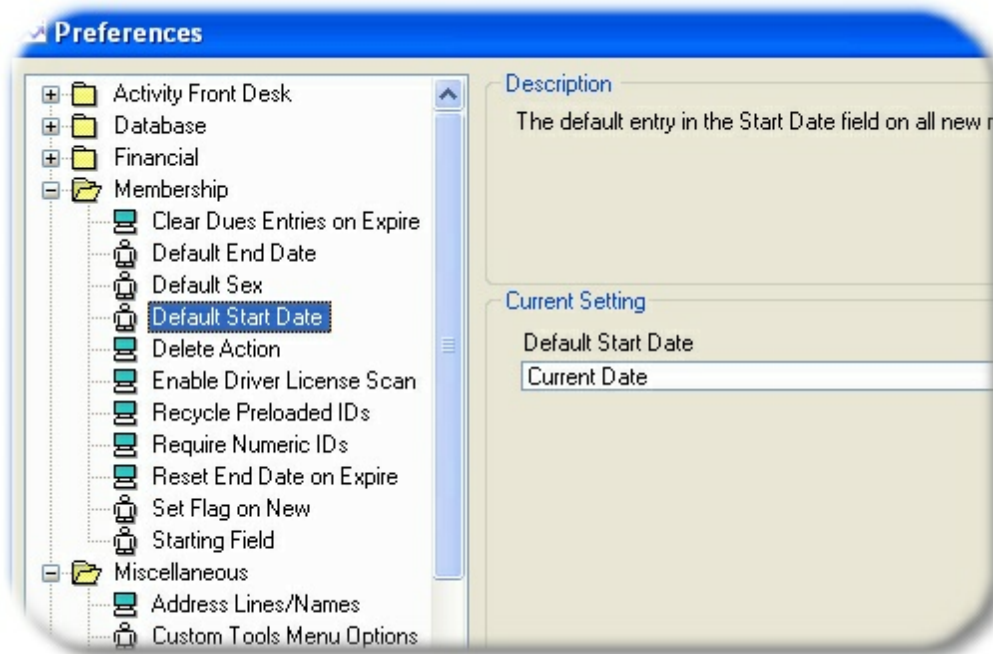 Preferences
Activity Front Desk
Database
Financial
Membership
Clear Dues Entries on Expire
Default End Date
Default Sex
Default Start Date
Delete Action
Enable Driver License Scan
Recycle Preloaded IDs
Require Numeric IDs
Reset End Date on Expire
Set Flag on New
Starting Field
Miscellaneous
Address Lines/Names
Custom Tools Menu Options
Description
The default entry in the Start Date field on all new
Current Setting
Default Start Date
Current Date